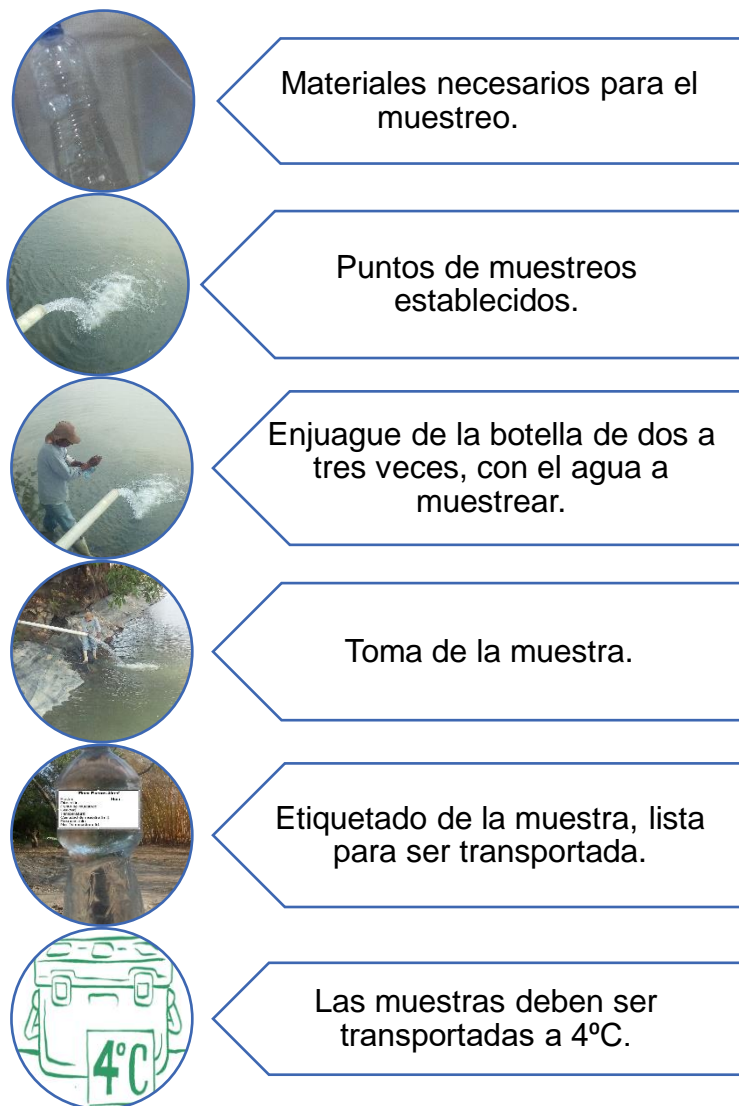 Materiales necesarios para el
muestreo.
Puntos de muestreos
establecidos.
Enjuague de la botella de dos a
tres veces, con el agua a
muestrear.
Toma de la muestra.
Etiquetado de la muestra, lista
para ser transportada.
Las muestras deben ser
transportadas a 4ºC.
4°C